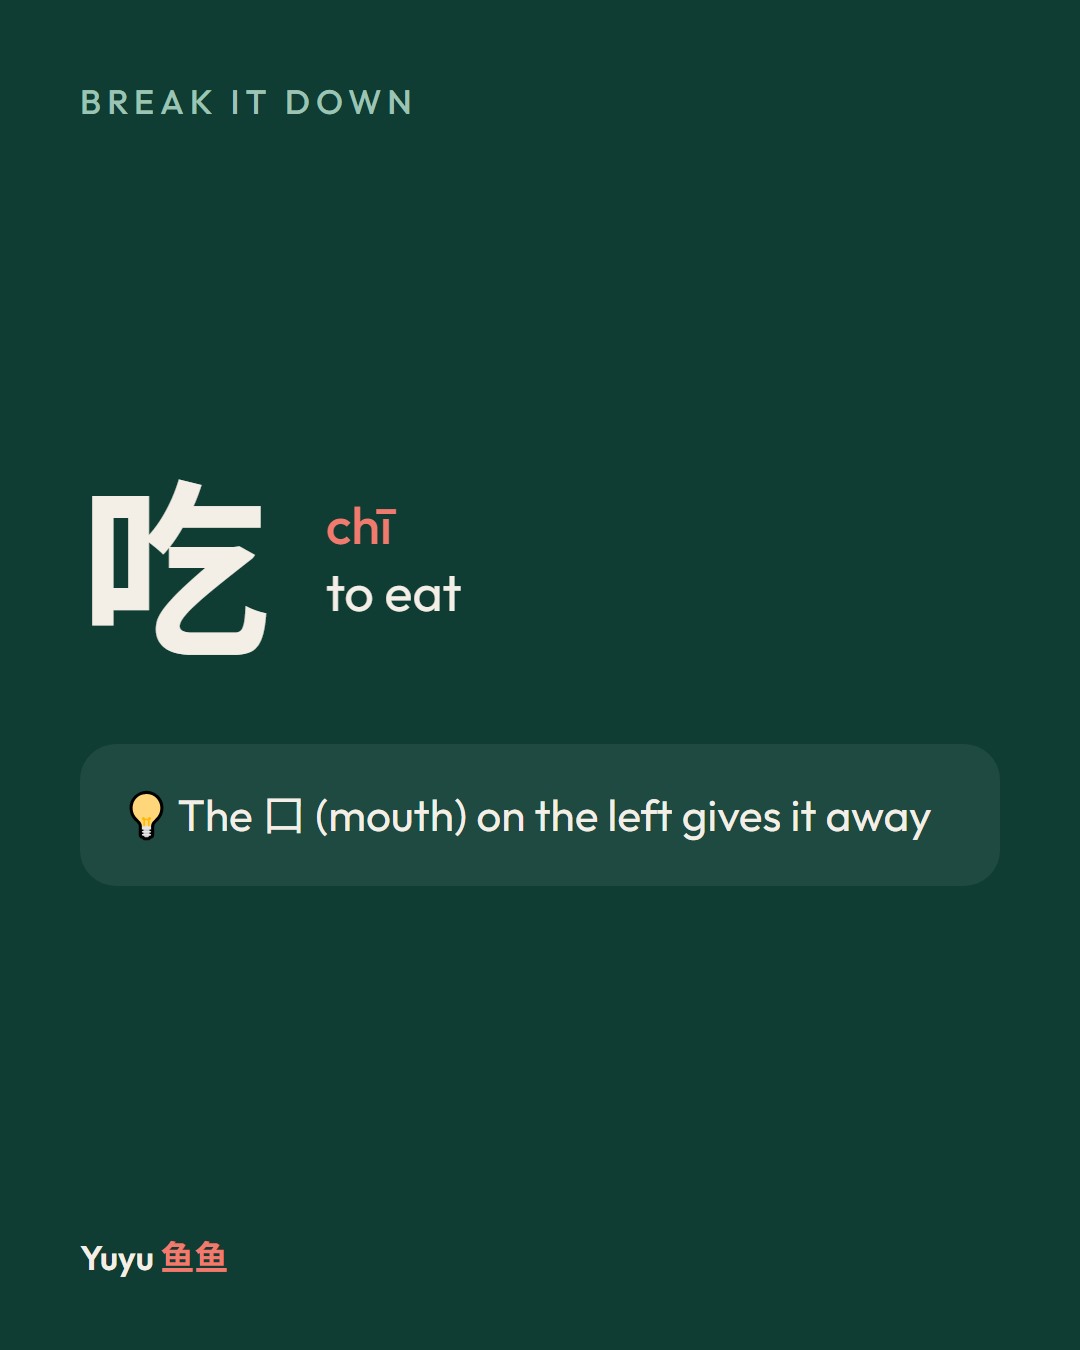 BREAK IT DOWN
吃
chī
to eat
💡 The 口 (mouth) on the left gives it away
Yuyu 鱼鱼